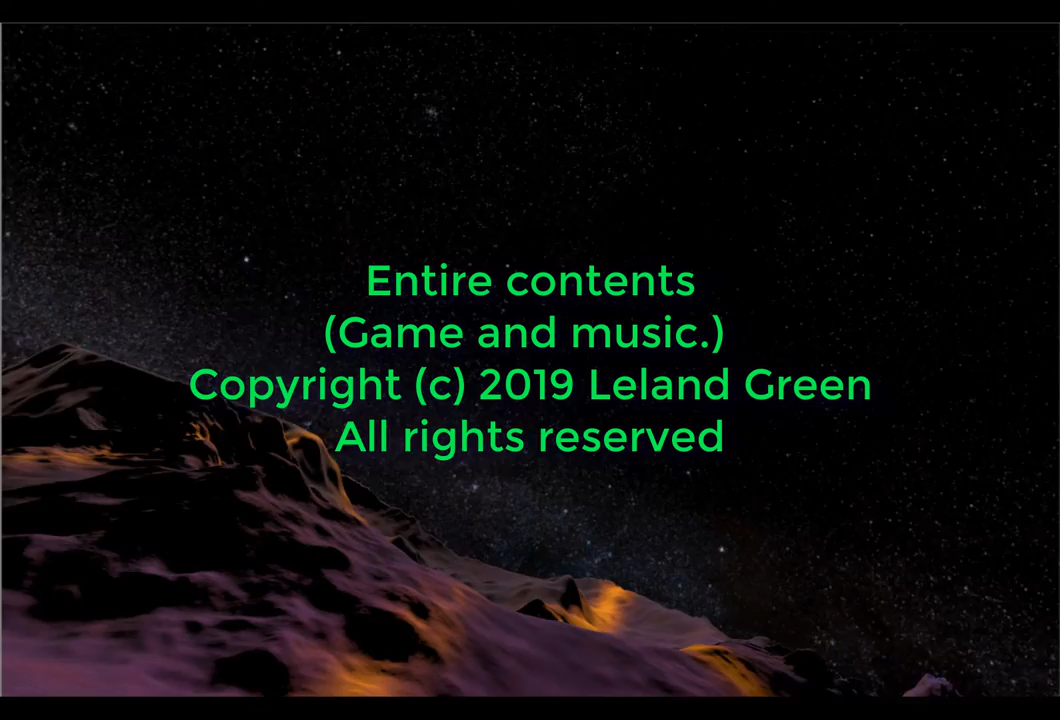 Entire contents
(Game and music.)
Copyright (c) 2019 Leland Green
All rights reserved